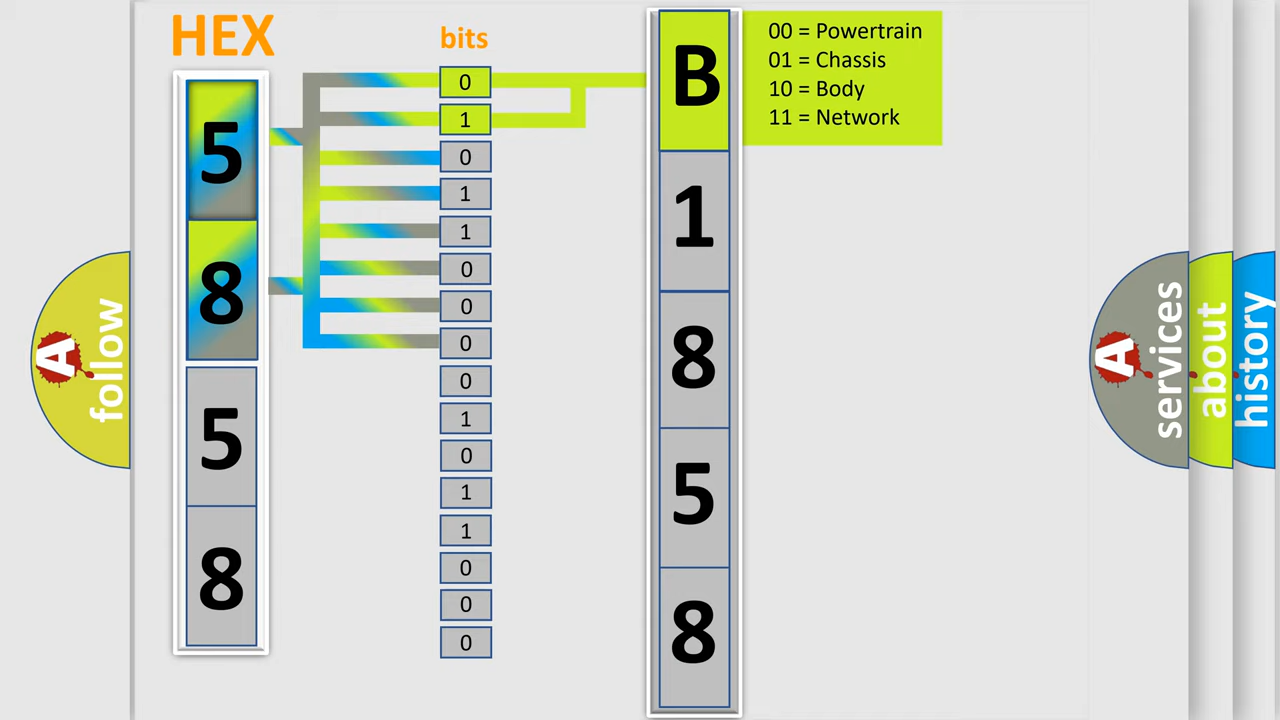 HEX
bits
5
8
5
8
0
1
0
1
1
0
0
0
0
1
0
1
1
0
0
0
B
1
8
5
8
00 = Powertrain
01 = Chassis
10 = Body
11 = Network
A
follow
A
services
about
history